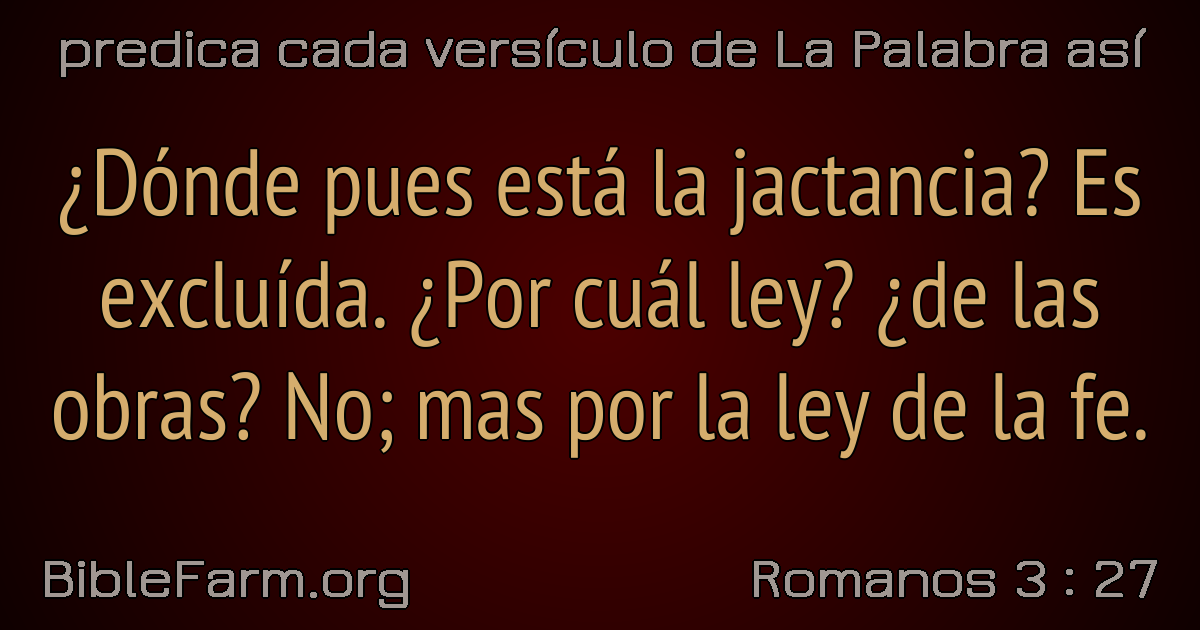 predica cada versículo de La Palabra así
¿Dónde pues está la jactancia? Es
excluída. ¿Por cuál ley? ¿de las
obras? No; mas por la ley de la fe.
BibleFarm.org
Romanos 3 : 27